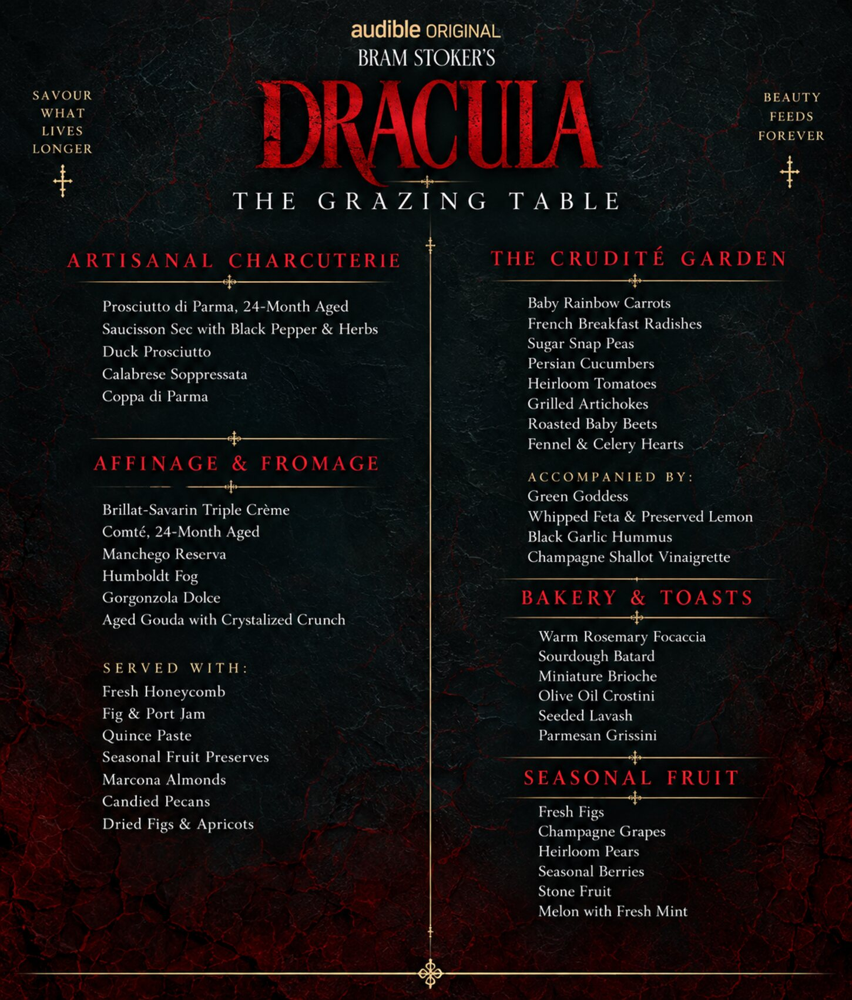 audible ORIGINAL
BRAM STOKER'S
DRACULA
THE GRAZING TABLE
SAVOUR
WHAT
LIVES
LONGER
BEAUTY
FEEDS
FOREVER
ARTISANAL CHARCUTERIE
Prosciutto di Parma, 24-Month Aged
Saucisson Sec with Black Pepper & Herbs
Duck Prosciutto
Calabrese Soppressata
Coppa di Parma
AFFINAGE & FROMAGE
Brillat-Savarin Triple Crème
Comté, 24-Month Aged
Manchego Reserva
Humboldt Fog
Gorgonzola Dolce
Aged Gouda with Crystalized Crunch
SERVED WITH:
Fresh Honeycomb
Fig & Port Jam
Quince Paste
Seasonal Fruit Preserves
Marcona Almonds
Candied Pecans
Dried Figs & Apricots
THE CRUDITÉ GARDEN
Baby Rainbow Carrots
French Breakfast Radishes
Sugar Snap Peas
Persian Cucumbers
Heirloom Tomatoes
Grilled Artichokes
Roasted Baby Beets
Fennel & Celery Hearts
ACCOMPANIED BY:
Green Goddess
Whipped Feta & Preserved Lemon
Black Garlic Hummus
Champagne Shallot Vinaigrette
BAKERY & TOASTS
Warm Rosemary Focaccia
Sourdough Batard
Miniature Brioche
Olive Oil Crostini
Seeded Lavash
Parmesan Grissini
SEASONAL FRUIT
Fresh Figs
Champagne Grapes
Heirloom Pears
Seasonal Berries
Stone Fruit
Melon with Fresh Mint